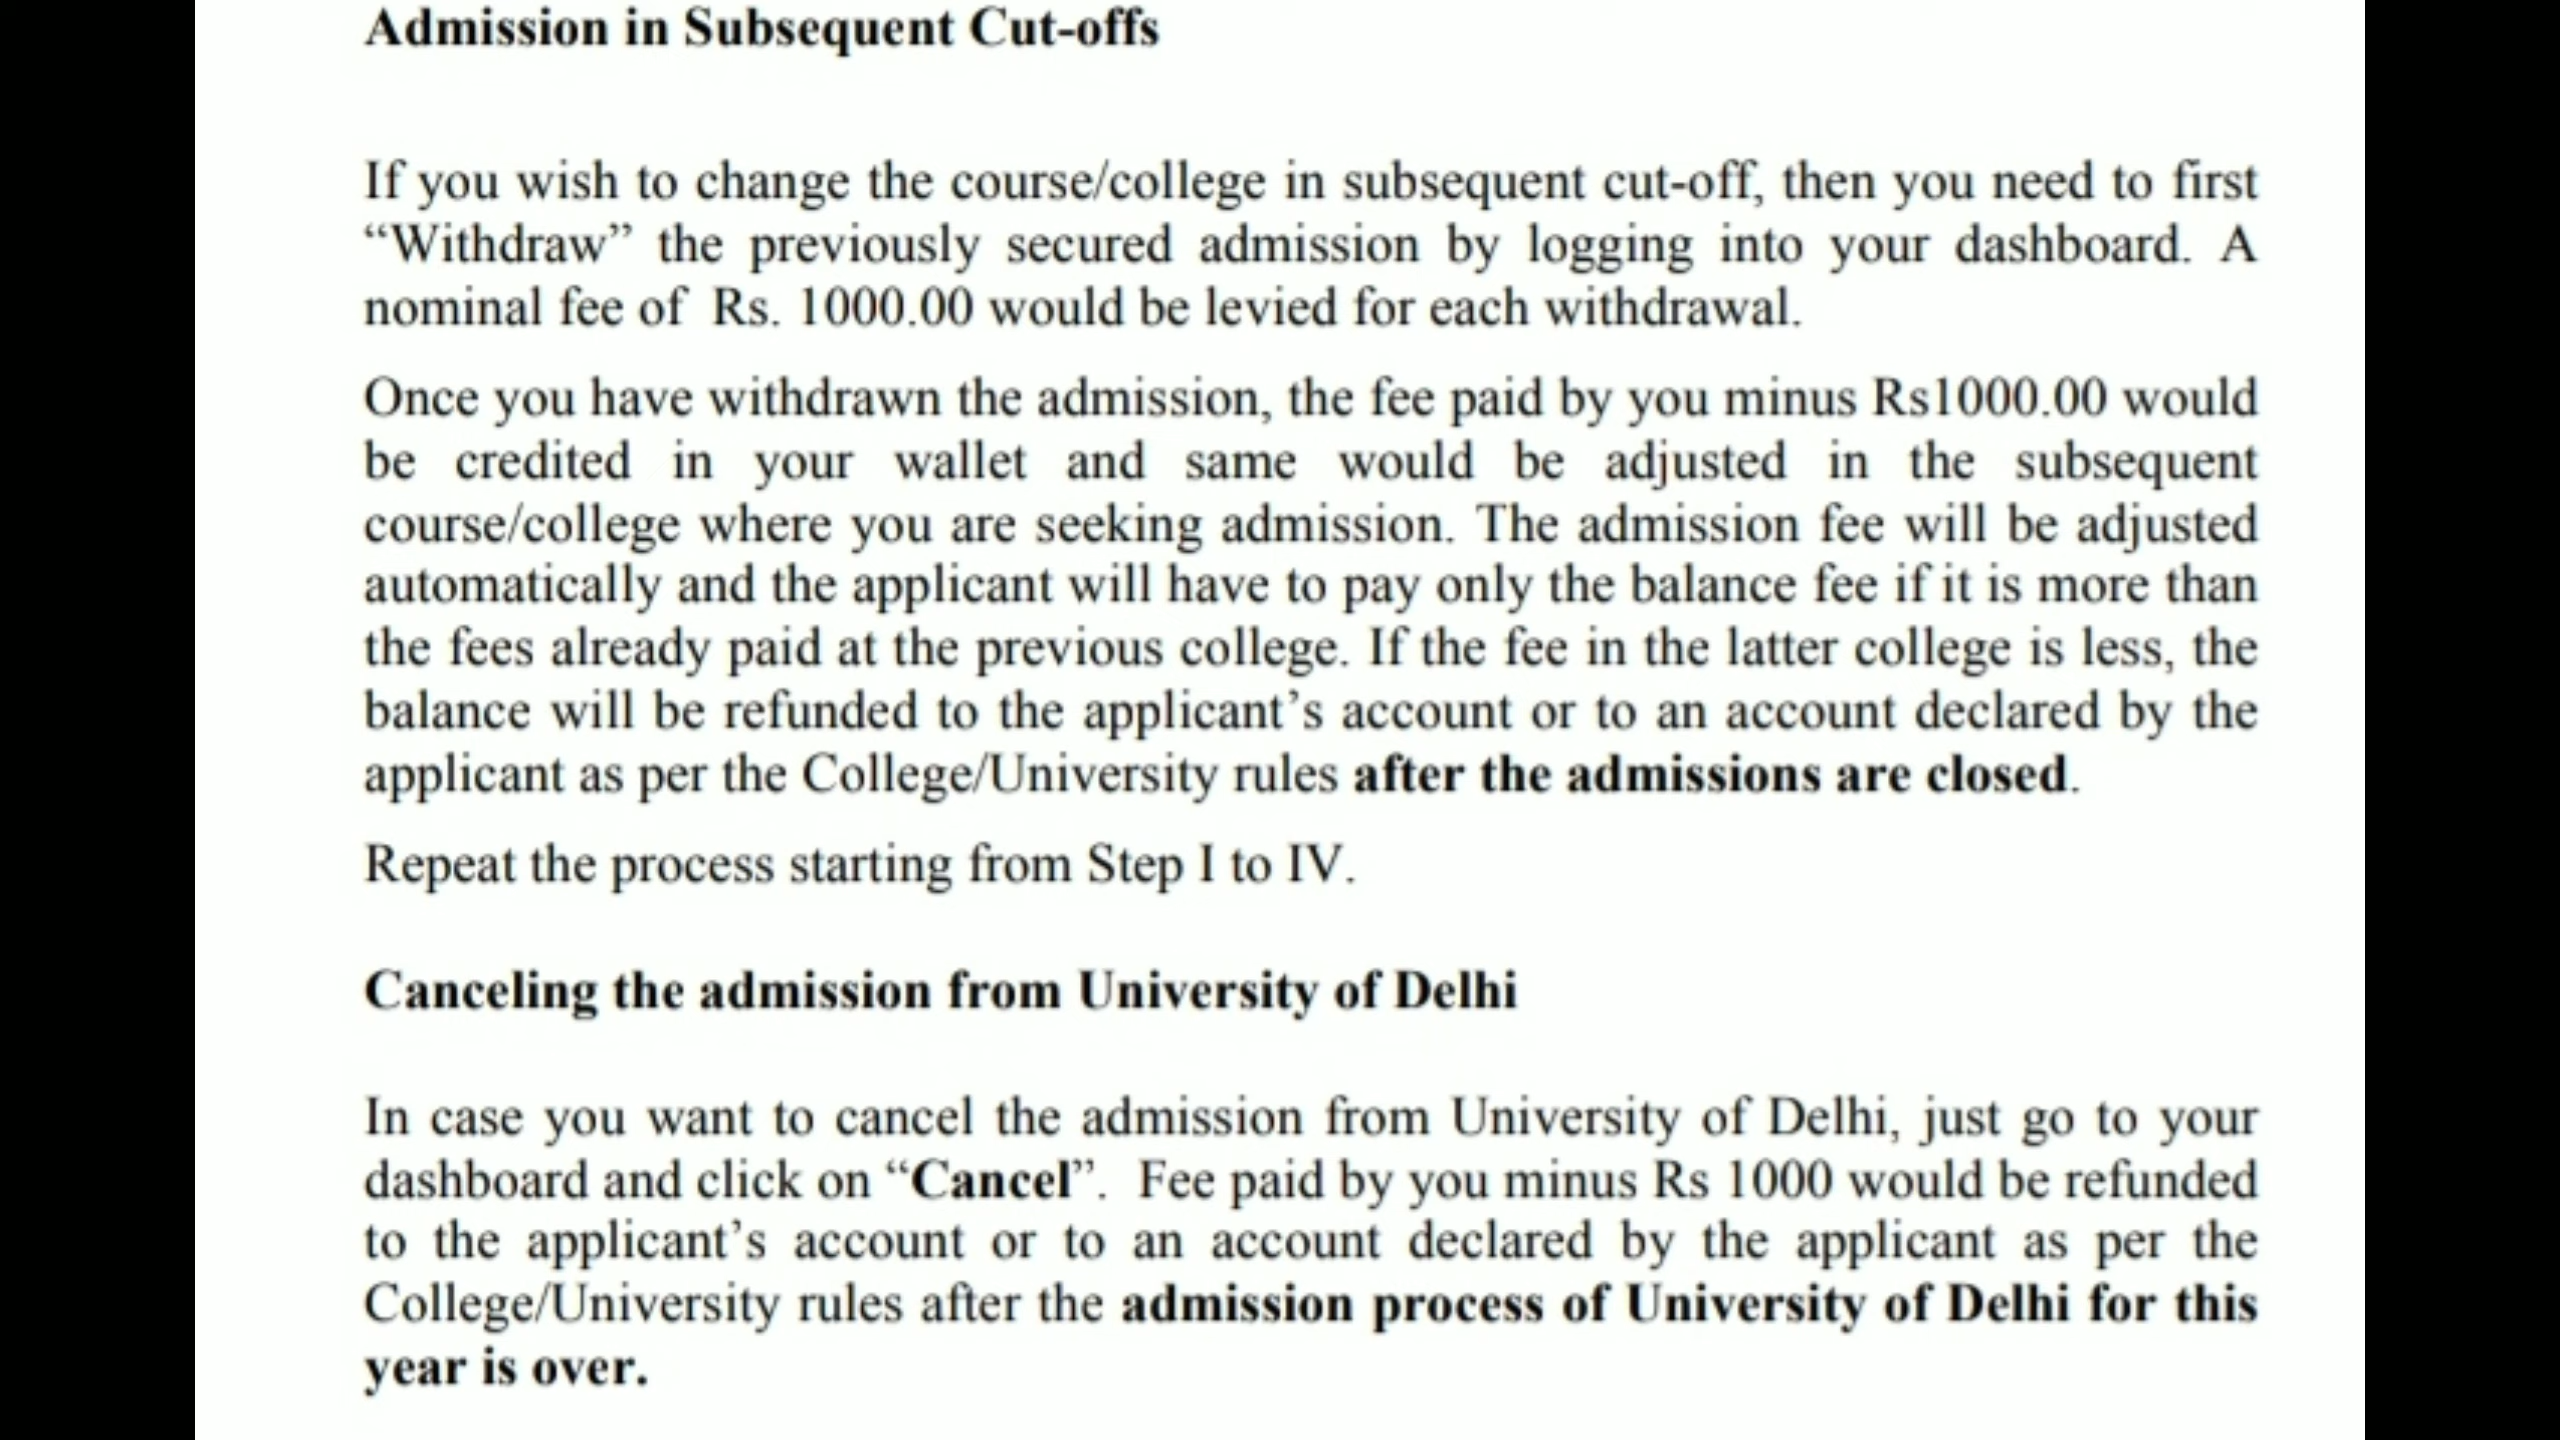 Admission in Subsequent Cut-offs
If you wish to change the course/college in subsequent cut-off, then you need to first
“Withdraw” the previously secured admission by logging into your dashboard. A
nominal fee of Rs. 1000.00 would be levied for each withdrawal.
Once you have withdrawn the admission, the fee paid by you minus Rs1000.00 would
be credited in your wallet and same would be adjusted in the subsequent
course/college where you are seeking admission. The admission fee will be adjusted
automatically and the applicant will have to pay only the balance fee if it is more than
the fees already paid at the previous college. If the fee in the latter college is less, the
balance will be refunded to the applicant’s account or to an account declared by the
applicant as per the College/University rules after the admissions are closed.
Repeat the process starting from Step I to IV.
Canceling the admission from University of Delhi
In case you want to cancel the admission from University of Delhi, just go to your
dashboard and click on “Cancel”. Fee paid by you minus Rs 1000 would be refunded
to the applicant’s account or to an account declared by the applicant as per the
College/University rules after the admission process of University of Delhi for this
year is over.